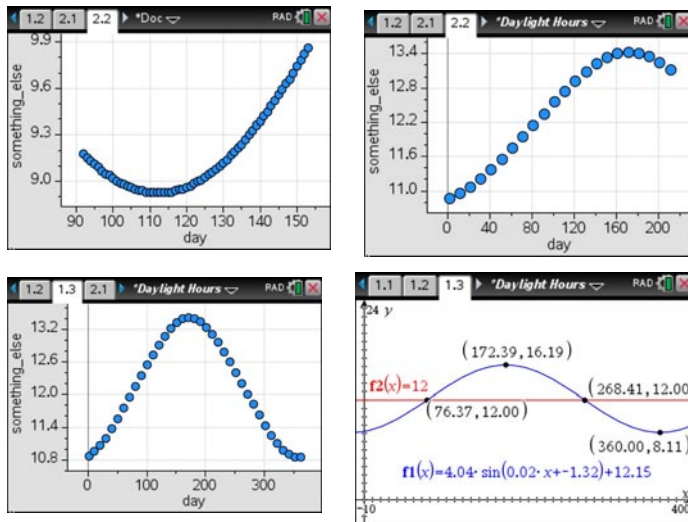 1.2 2.1 2.2 *Doc RAD
9.9
9.6
9.3
9.0
something_else
90 100 110 120 130 140 150
day
1.2 2.1 2.2 *Daylight Hours RAD
13.4
12.8
12.2
11.6
11.0
something_else
0 40 80 120 160 200
day
1.2 1.3 2.1 *Daylight Hours RAD
13.2
12.6
12.0
11.4
10.8
something_else
0 100 200 300
day
1.1 1.2 1.3 *Daylight Hours RAD
24 y
(172.39,16.19)
f2(x)=12
(268.41,12.00
(76.37,12.00)
(360.00,8.11)
f1(x)=4.04·sin(0.02·x+-1.32)+12.15
x
-10 400